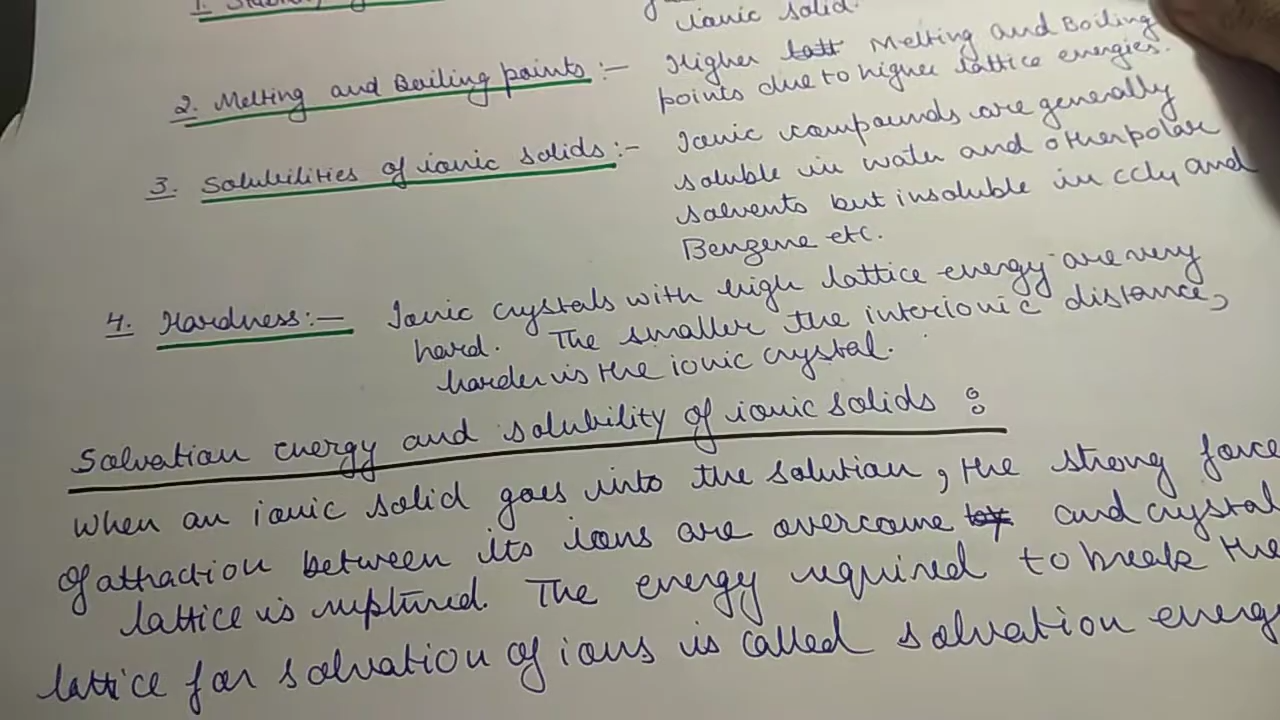 1.
ionic solid.
2. Melting and Boiling points :- Higher Melting and Boiling
points due to higher lattice energies.
3. Solubilities of ionic solids :- Ionic compounds are generally
soluble in water and other polar
solvents but insoluble in ccl4 and
Benzene etc.
4. Hardness :- Ionic crystals with high lattice energy are very
hard. The smaller the interionic distance,
harder is the ionic crystal.
Solvation energy and solubility of ionic solids :
When an ionic solid goes into the solution, the strong force
of attraction between its ions are overcome and crystal
lattice is ruptured. The energy required to break the
lattice for solvation of ions is called solvation energy